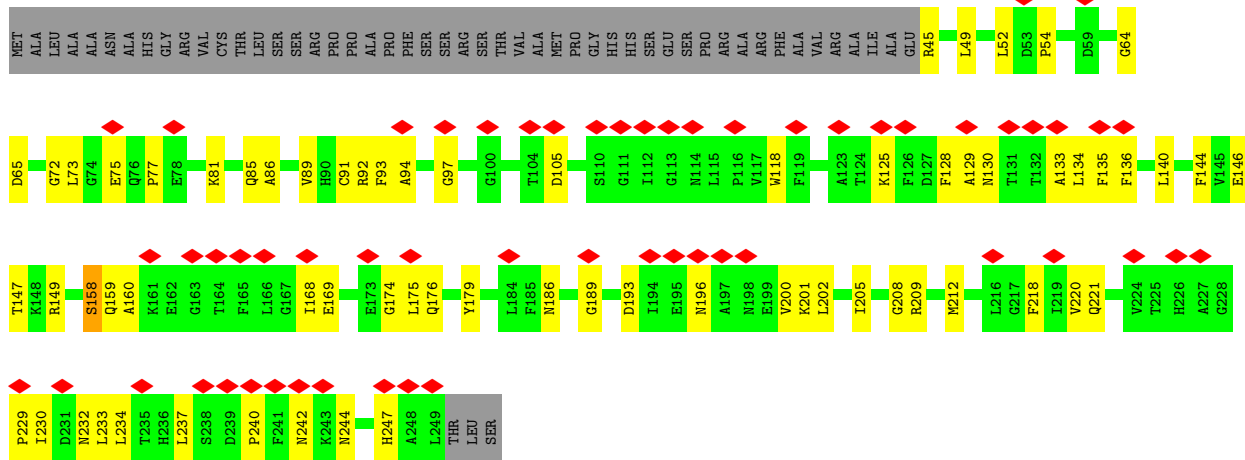 MET ALA LEU ALA ALA ASN ALA HIS GLY ARG VAL CYS THR LEU SER SER ARG PRO PRO ALA PRO PHE SER SER ARG SER THR VAL ALA MET PRO GLY HIS HIS SER GLU SER PRO ARG ALA ARG PHE ALA VAL ARG ALA ILE ALA GLU R45 L49 L52 D53 P54 D59 G64
D65 G72 L73 G74 E75 Q76 P77 E78 K81 Q85 A86 V89 H90 C91 R92 F93 A94 G97 G100 T104 D105 S110 G111 I112 G113 N114 L115 P116 V117 W118 F119 A123 T124 K125 F126 D127 F128 A129 N130 T131 T132 A133 L134 F135 F136 L140 F144 V145 E146
T147 K148 R149 S158 Q159 A160 K161 E162 G163 T164 F165 L166 G167 I168 E169 E173 G174 L175 Q176 Y179 L184 F185 N186 G189 D193 I194 E195 N196 A197 N198 E199 V200 K201 L202 I205 G208 R209 M212 L216 G217 F218 I219 V220 Q221 V224 T225 H226 A227 G228
P229 I230 D231 N232 L233 L234 T235 H236 L237 S238 D239 P240 F241 N242 K243 N244 H247 A248 L249 THR LEU SER